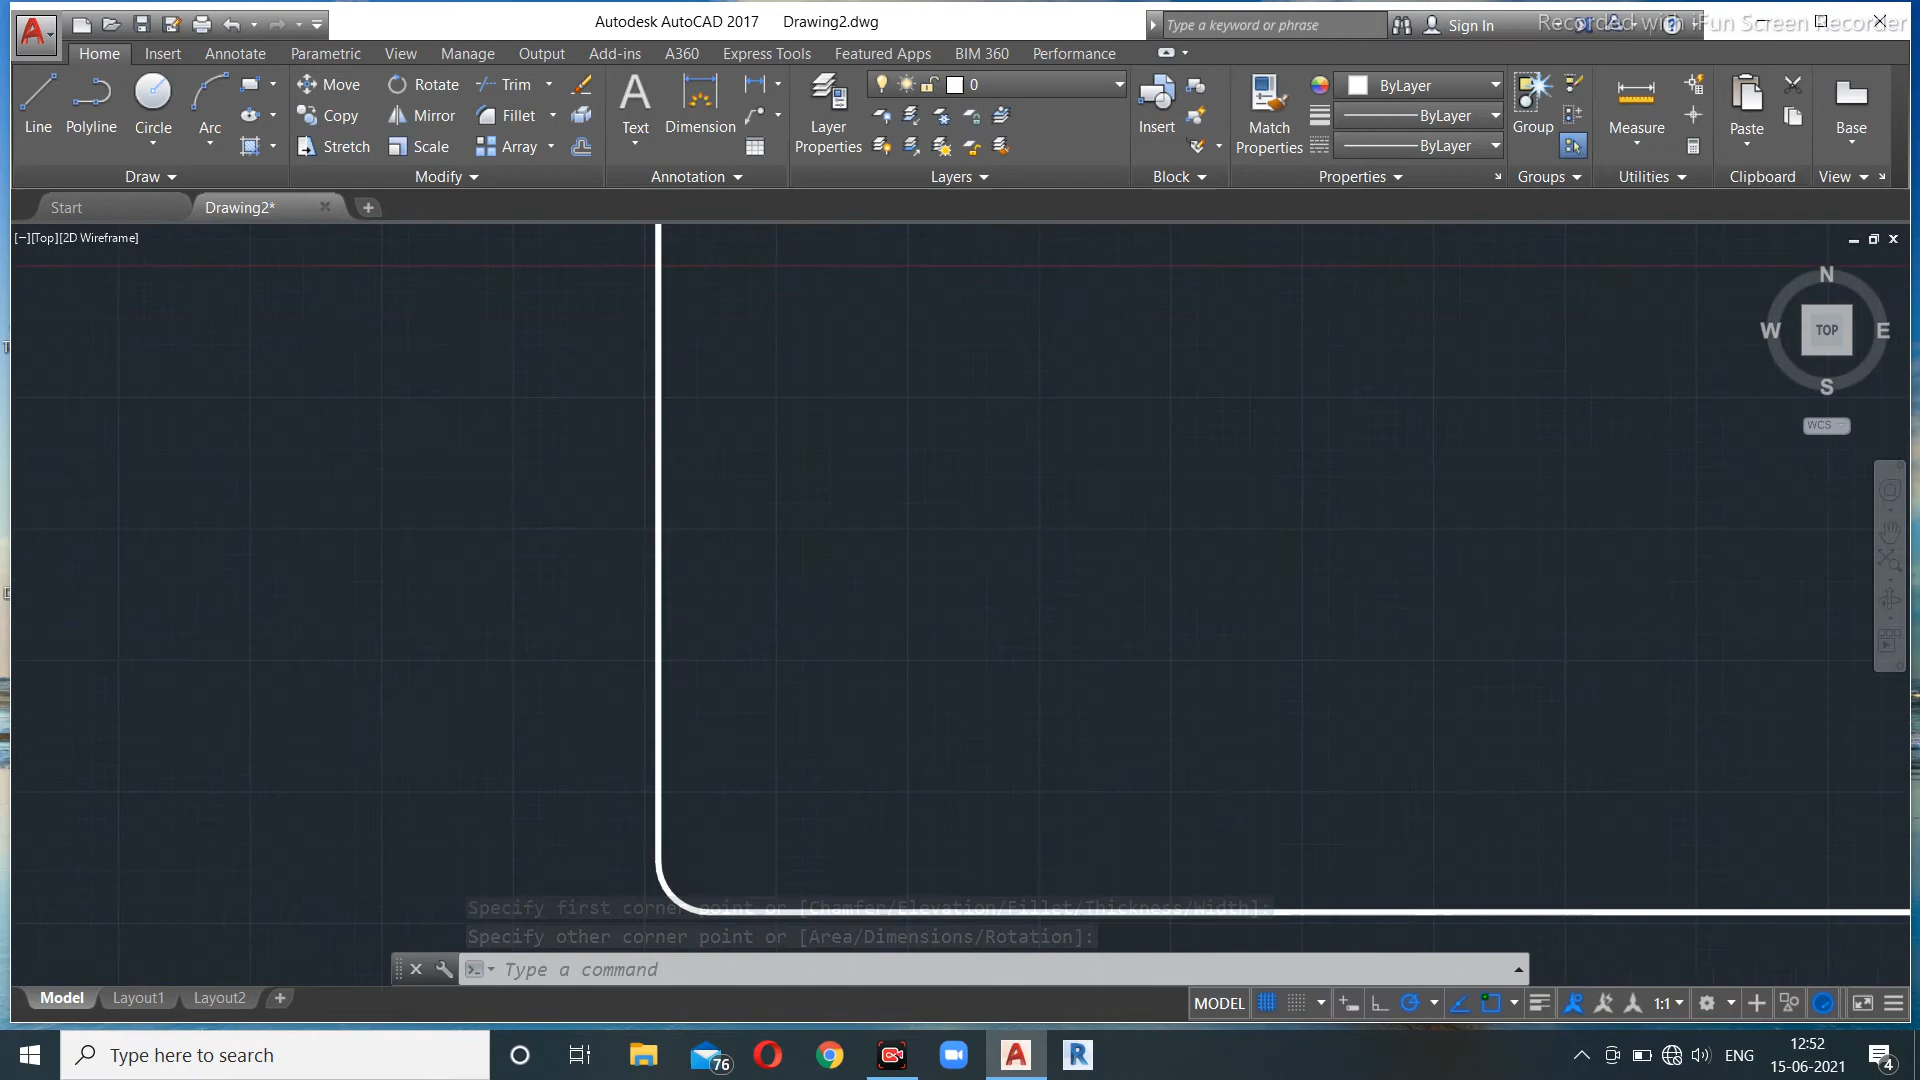 Autodesk AutoCAD 2017 Drawing2.dwg
Type a keyword or phrase
Sign In
Recorded with iFun Screen Recorder
Home Insert Annotate Parametric View Manage Output Add-ins A360 Express Tools Featured Apps BIM 360 Performance
Line Polyline Circle Arc
Move Rotate Trim
Copy Mirror Fillet
Stretch Scale Array
Text Dimension
Layer Properties
0
Insert
Match Properties
ByLayer
ByLayer
ByLayer
Group
Measure
Paste
Base
Draw Modify Annotation Layers Block Properties Groups Utilities Clipboard View
Start Drawing2*
[−][Top][2D Wireframe]
N
W TOP E
S
WCS
Specify first corner point or [Chamfer/Elevation/Fillet/Thickness/Width]:
Specify other corner point or [Area/Dimensions/Rotation]:
Type a command
Model Layout1 Layout2
MODEL 1:1
Type here to search
76
ENG
12:52
15-06-2021
4